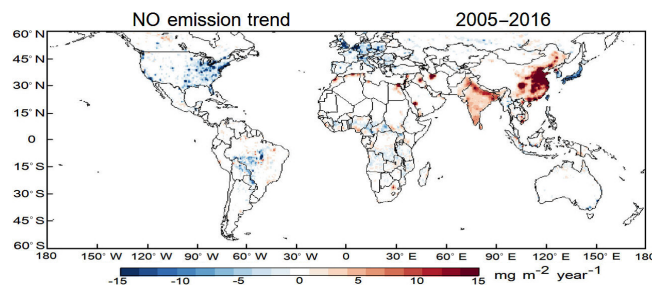 NO emission trend 2005–2016
60° N
45° N
30° N
15° N
0
15° S
30° S
45° S
60° S
180 150° W 120° W 90° W 60° W 30° W 0 30° E 60° E 90° E 120° E 150° E 180
-15 -10 -5 0 5 10 15 mg m⁻² year⁻¹